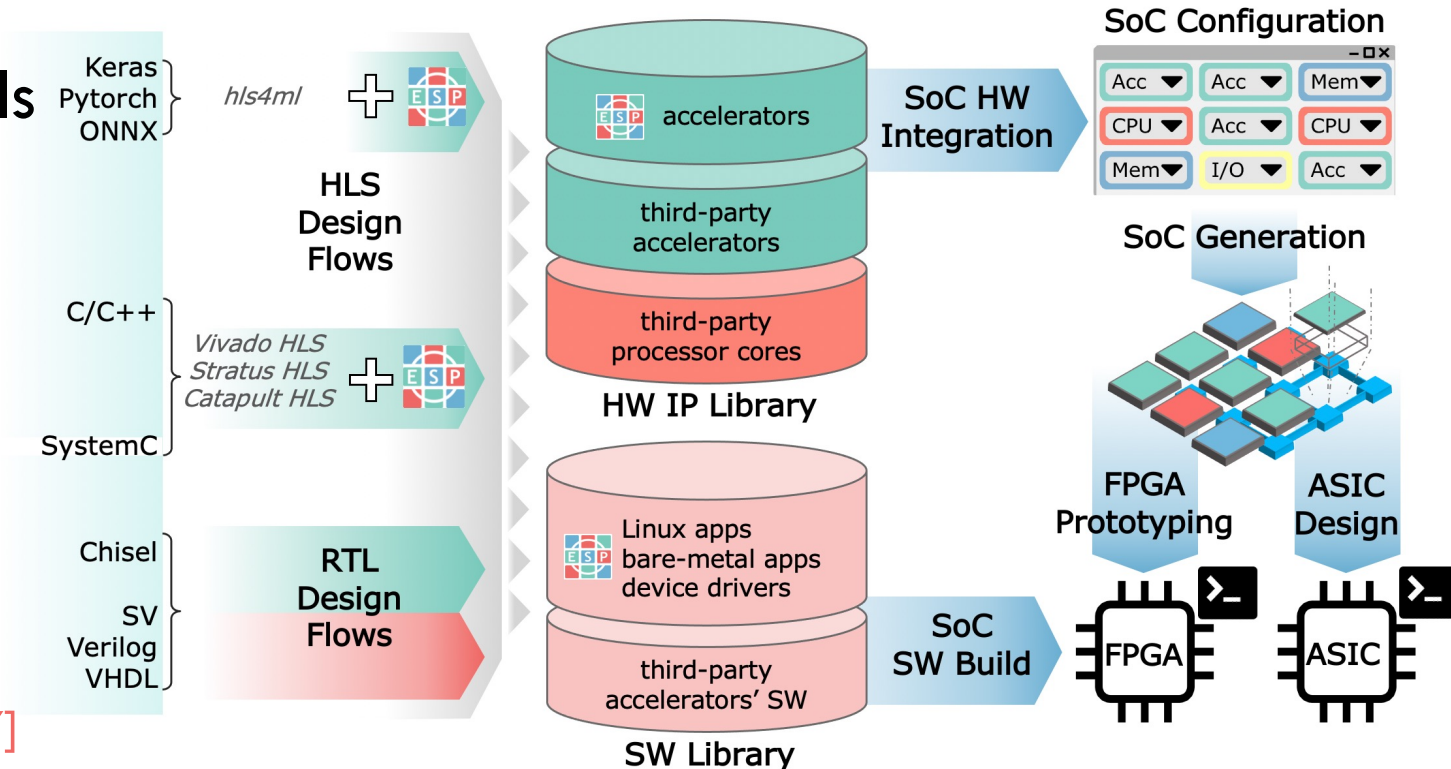 ls
Keras
Pytorch
ONNX
hls4ml
ESP
HLS
Design
Flows
C/C++
SystemC
Vivado HLS
Stratus HLS
Catapult HLS
ESP
Chisel
SV
Verilog
VHDL
RTL
Design
Flows
]
ESP
accelerators
third-party
accelerators
third-party
processor cores
HW IP Library
ESP
Linux apps
bare-metal apps
device drivers
third-party
accelerators’ SW
SW Library
SoC HW
Integration
SoC
SW Build
SoC Configuration
Acc Acc Mem
CPU Acc CPU
Mem I/O Acc
SoC Generation
FPGA
Prototyping
ASIC
Design
>_
>_
FPGA
ASIC